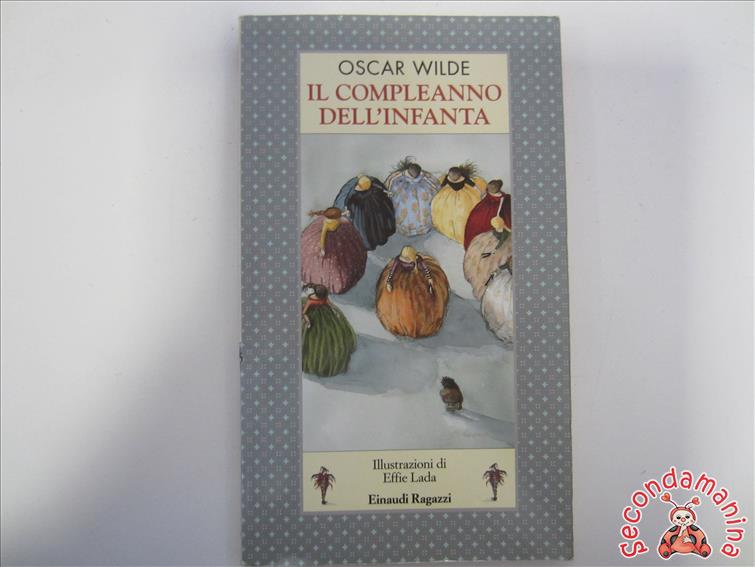 OSCAR WILDE
IL COMPLEANNO
DELL'INFANTA
Illustrazioni di
Effie Lada
Einaudi Ragazzi
secondamanina